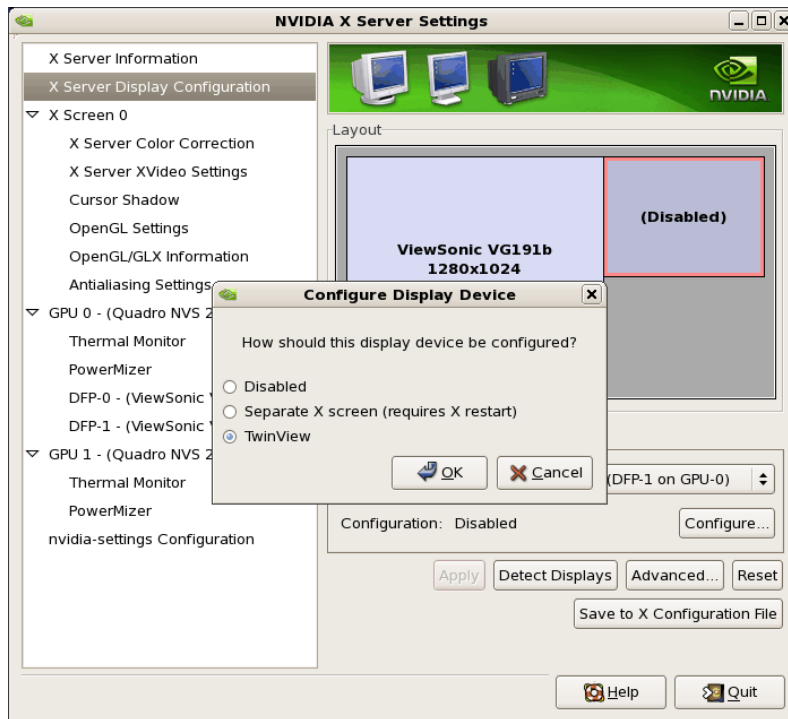 NVIDIA X Server Settings
X Server Information
X Server Display Configuration
X Screen 0
X Server Color Correction
X Server XVideo Settings
Cursor Shadow
OpenGL Settings
OpenGL/GLX Information
Antialiasing Settings
GPU 0 - (Quadro NVS 2
Thermal Monitor
PowerMizer
DFP-0 - (ViewSonic
DFP-1 - (ViewSonic
GPU 1 - (Quadro NVS 2
Thermal Monitor
PowerMizer
nvidia-settings Configuration
NVIDIA
Layout
ViewSonic VG191b
1280x1024
(Disabled)
Configure Display Device
How should this display device be configured?
Disabled
Separate X screen (requires X restart)
TwinView
OK Cancel
(DFP-1 on GPU-0)
Configuration: Disabled Configure...
Apply Detect Displays Advanced... Reset
Save to X Configuration File
Help Quit